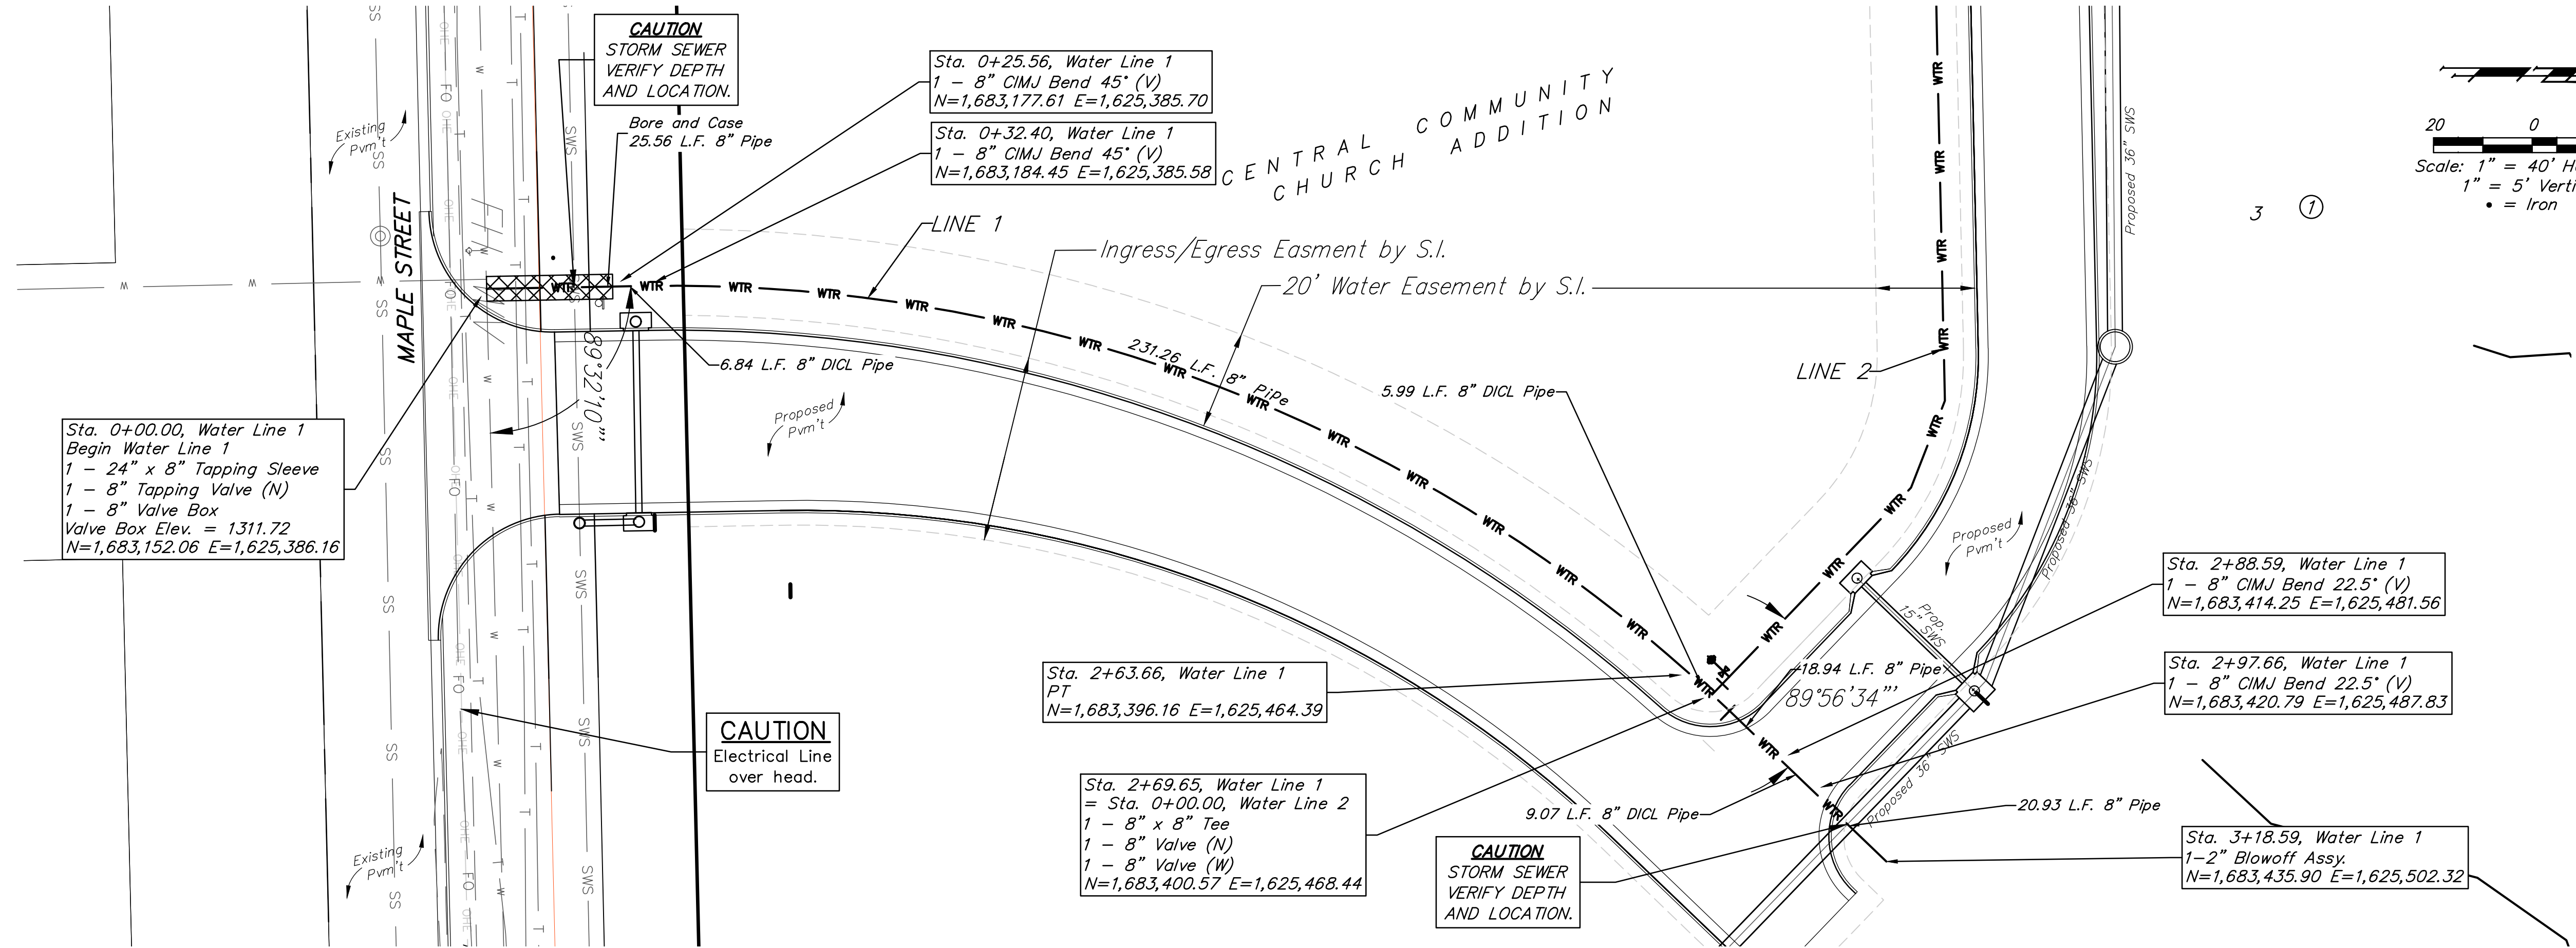 CAUTION
STORM SEWER
VERIFY DEPTH
AND LOCATION.
Bore and Case
25.56 L.F. 8" Pipe
Sta. 0+25.56, Water Line 1
1 - 8" CIMJ Bend 45° (V)
N=1,683,177.61 E=1,625,385.70
Sta. 0+32.40, Water Line 1
1 - 8" CIMJ Bend 45° (V)
N=1,683,184.45 E=1,625,385.58
CENTRAL COMMUNITY
CHURCH ADDITION
20 0
Scale: 1" = 40'
1" = 5'
• = Iron
3 1
Proposed 36" SWS
Existing
Pvm't
MAPLE STREET
LINE 1
Ingress/Egress Easment by S.I.
20' Water Easement by S.I.
231.26 L.F. 8" Pipe
6.84 L.F. 8" DICL Pipe
89°32'10"'
5.99 L.F. 8" DICL Pipe
LINE 2
Proposed
Pvm't
Sta. 0+00.00, Water Line 1
Begin Water Line 1
1 - 24" x 8" Tapping Sleeve
1 - 8" Tapping Valve (N)
1 - 8" Valve Box
Valve Box Elev. = 1311.72
N=1,683,152.06 E=1,625,386.16
Proposed
Pvm't
Proposed 36" SWS
Prop.
15" SWS
Sta. 2+88.59, Water Line 1
1 - 8" CIMJ Bend 22.5° (V)
N=1,683,414.25 E=1,625,481.56
Sta. 2+63.66, Water Line 1
PT
N=1,683,396.16 E=1,625,464.39
18.94 L.F. 8" Pipe
89°56'34"'
Sta. 2+97.66, Water Line 1
1 - 8" CIMJ Bend 22.5° (V)
N=1,683,420.79 E=1,625,487.83
CAUTION
Electrical Line
over head.
Sta. 2+69.65, Water Line 1
= Sta. 0+00.00, Water Line 2
1 - 8" x 8" Tee
1 - 8" Valve (N)
1 - 8" Valve (W)
N=1,683,400.57 E=1,625,468.44
9.07 L.F. 8" DICL Pipe
Proposed 36" SWS
20.93 L.F. 8" Pipe
CAUTION
STORM SEWER
VERIFY DEPTH
AND LOCATION.
Sta. 3+18.59, Water Line 1
1-2" Blowoff Assy.
N=1,683,435.90 E=1,625,502.32
Existing
Pvm't